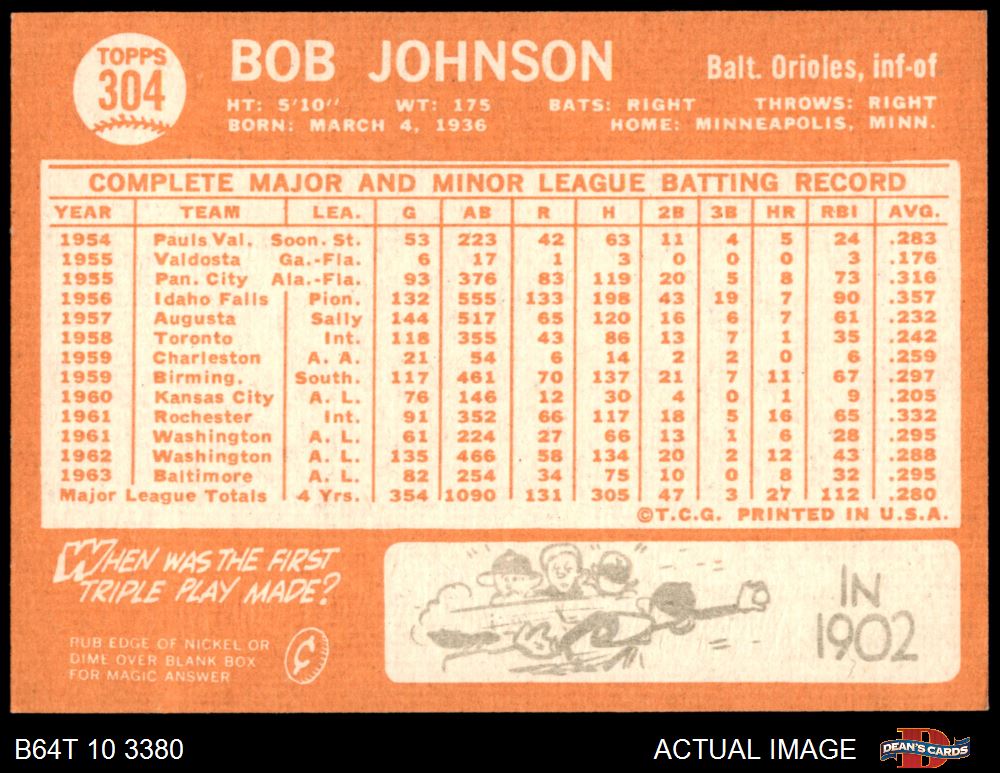 TOPPS
304
BOB JOHNSON
Balt. Orioles, inf-of
HT: 5'10" WT: 175 BATS: RIGHT THROWS: RIGHT
BORN: MARCH 4, 1936 HOME: MINNEAPOLIS, MINN.
COMPLETE MAJOR AND MINOR LEAGUE BATTING RECORD
YEAR TEAM LEA. G AB R H 2B 3B HR RBI AVG.
1954 Pauls Val. Soon. St. 53 223 42 63 11 4 5 24 .283
1955 Valdosta Ga.-Fla. 6 17 1 3 0 0 0 3 .176
1955 Pan. City Ala.-Fla. 93 376 83 119 20 5 8 73 .316
1956 Idaho Falls Pion. 132 555 133 198 43 19 7 90 .357
1957 Augusta Sally 144 517 65 120 16 6 7 61 .232
1958 Toronto Int. 118 355 43 86 13 7 1 35 .242
1959 Charleston A. A. 21 54 6 14 2 2 0 6 .259
1959 Birming. South. 117 461 70 137 21 7 11 67 .297
1960 Kansas City A. L. 76 146 12 30 4 0 1 9 .205
1961 Rochester Int. 91 352 66 117 18 5 16 65 .332
1961 Washington A. L. 61 224 27 66 13 1 6 28 .295
1962 Washington A. L. 135 466 58 134 20 2 12 43 .288
1963 Baltimore A. L. 82 254 34 75 10 0 8 32 .295
Major League Totals 4 Yrs. 354 1090 131 305 47 3 27 112 .280
©T.C.G. PRINTED IN U.S.A.
WHEN WAS THE FIRST
TRIPLE PLAY MADE?
RUB EDGE OF NICKEL OR
DIME OVER BLANK BOX
FOR MAGIC ANSWER
¢
IN
1902
B64T 10 3380
ACTUAL IMAGE
DEAN'S CARDS